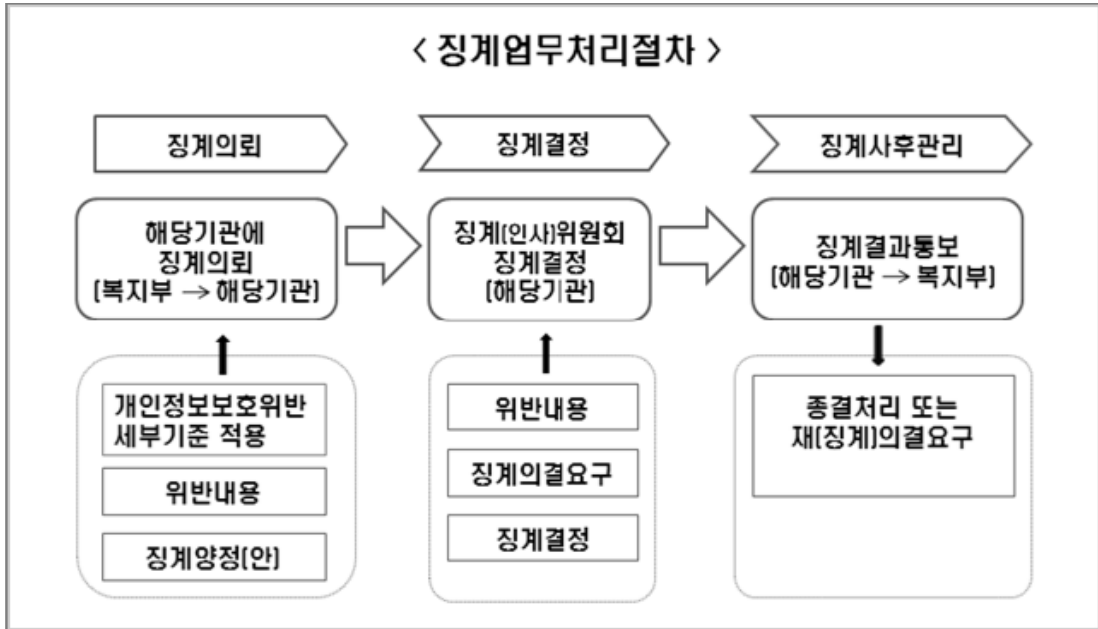 < 징계업무처리절차 >
징계의뢰
징계결정
징계사후관리
해당기관에
징계의뢰
(복지부 → 해당기관)
징계(인사)위원회
징계결정
(해당기관)
징계결과통보
(해당기관 → 복지부)
개인정보보호위반
세부기준 적용
위반내용
징계양정(안)
위반내용
징계의결요구
징계결정
종결처리 또는
재(징계)의결요구